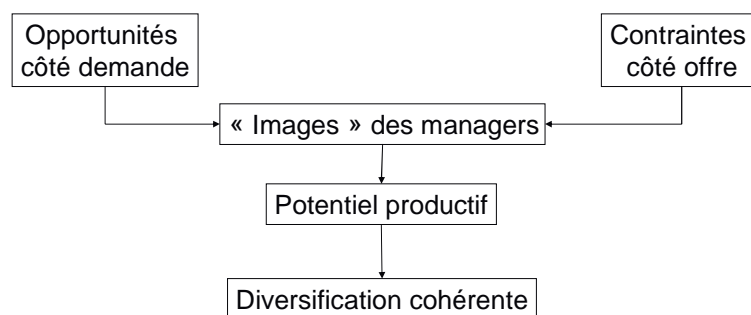 Opportunités
côté demande
Contraintes
côté offre
« Images » des managers
Potentiel productif
Diversification cohérente